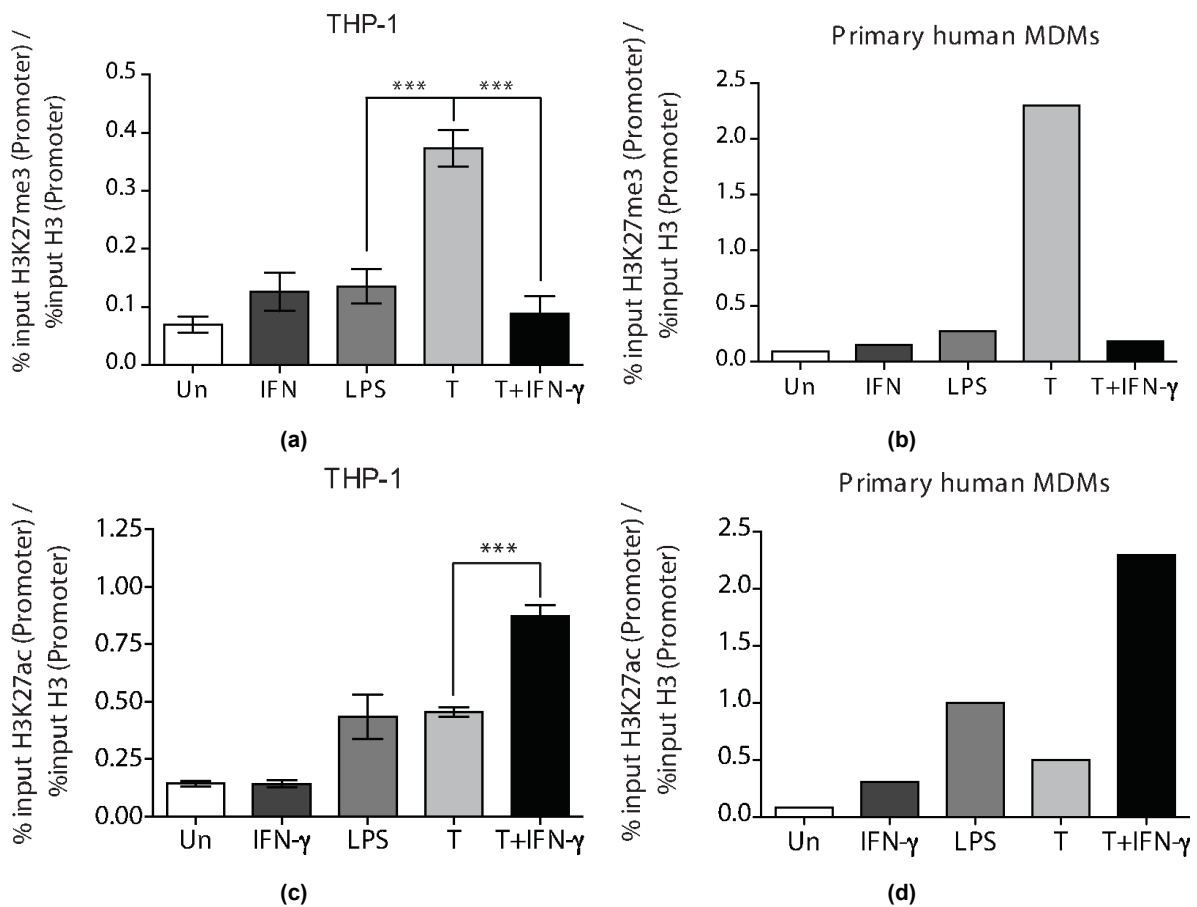 THP-1
% input H3K27me3 (Promoter) /
%input H3 (Promoter)
0.5
0.4
0.3
0.2
0.1
0.0
*** ***
Un IFN LPS T T+IFN-γ
(a)
Primary human MDMs
% input H3K27me3 (Promoter) /
%input H3 (Promoter)
2.5
2.0
1.5
1.0
0.5
0.0
Un IFN LPS T T+IFN-γ
(b)
THP-1
% input H3K27ac (Promoter) /
%input H3 (Promoter)
1.25
1.00
0.75
0.50
0.25
0.00
***
Un IFN-γ LPS T T+IFN-γ
(c)
Primary human MDMs
% input H3K27ac (Promoter) /
%input H3 (Promoter)
2.5
2.0
1.5
1.0
0.5
0.0
Un IFN-γ LPS T T+IFN-γ
(d)